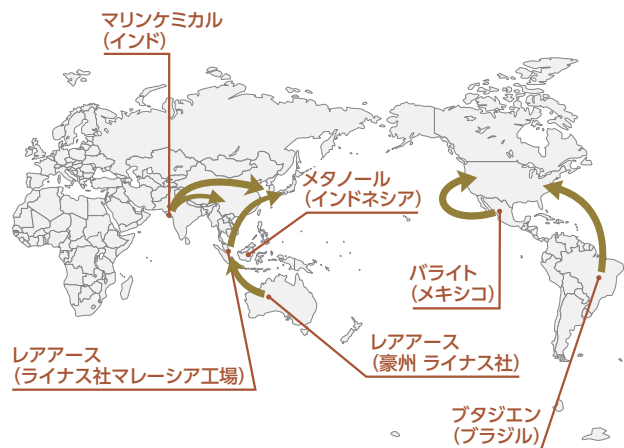 マリンケミカル
（インド）
メタノール
（インドネシア）
バライト
（メキシコ）
レアアース
（ライナス社マレーシア工場）
レアアース
（豪州 ライナス社）
ブタジエン
（ブラジル）